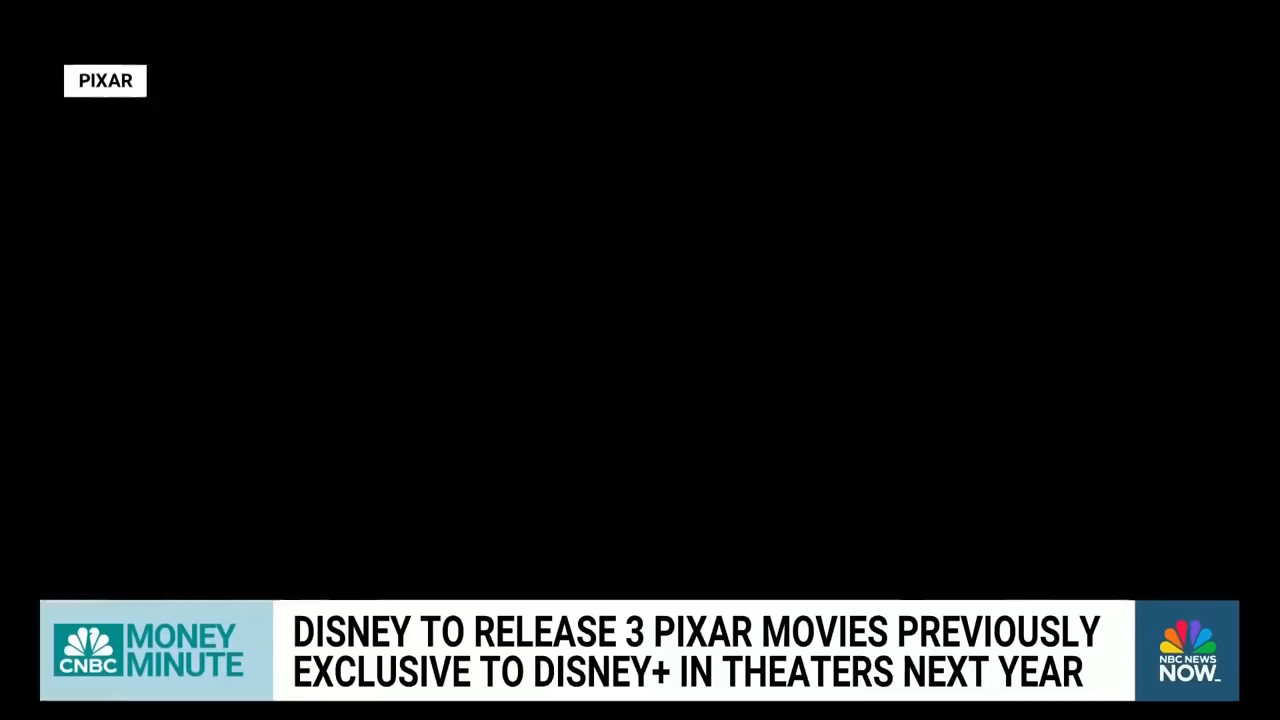 PIXAR
CNBC
MONEY
MINUTE
DISNEY TO RELEASE 3 PIXAR MOVIES PREVIOUSLY
EXCLUSIVE TO DISNEY+ IN THEATERS NEXT YEAR
NBC NEWS
NOW_